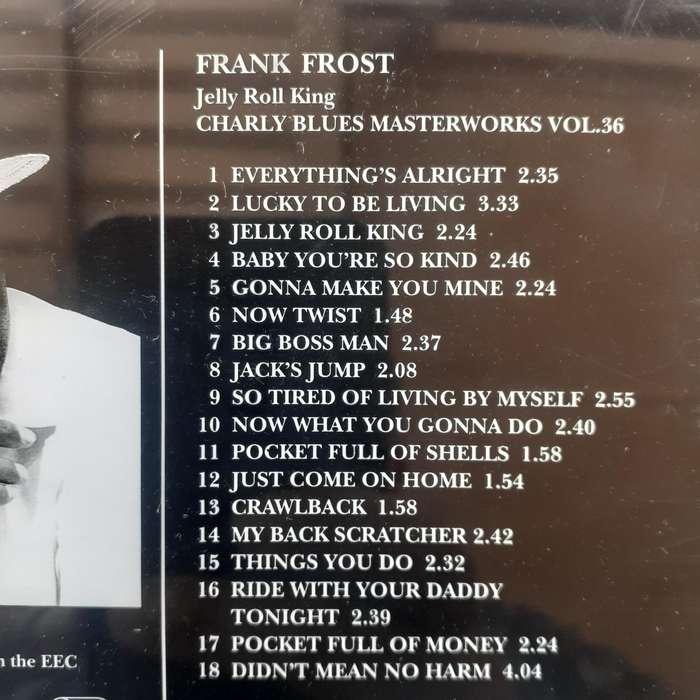 FRANK FROST
Jelly Roll King
CHARLY BLUES MASTERWORKS VOL.36
1 EVERYTHING'S ALRIGHT 2.35
2 LUCKY TO BE LIVING 3.33
3 JELLY ROLL KING 2.24
4 BABY YOU'RE SO KIND 2.46
5 GONNA MAKE YOU MINE 2.24
6 NOW TWIST 1.48
7 BIG BOSS MAN 2.37
8 JACK'S JUMP 2.08
9 SO TIRED OF LIVING BY MYSELF 2.55
10 NOW WHAT YOU GONNA DO 2.40
11 POCKET FULL OF SHELLS 1.58
12 JUST COME ON HOME 1.54
13 CRAWLBACK 1.58
14 MY BACK SCRATCHER 2.42
15 THINGS YOU DO 2.32
16 RIDE WITH YOUR DADDY
TONIGHT 2.39
17 POCKET FULL OF MONEY 2.24
18 DIDN'T MEAN NO HARM 4.04
the EEC